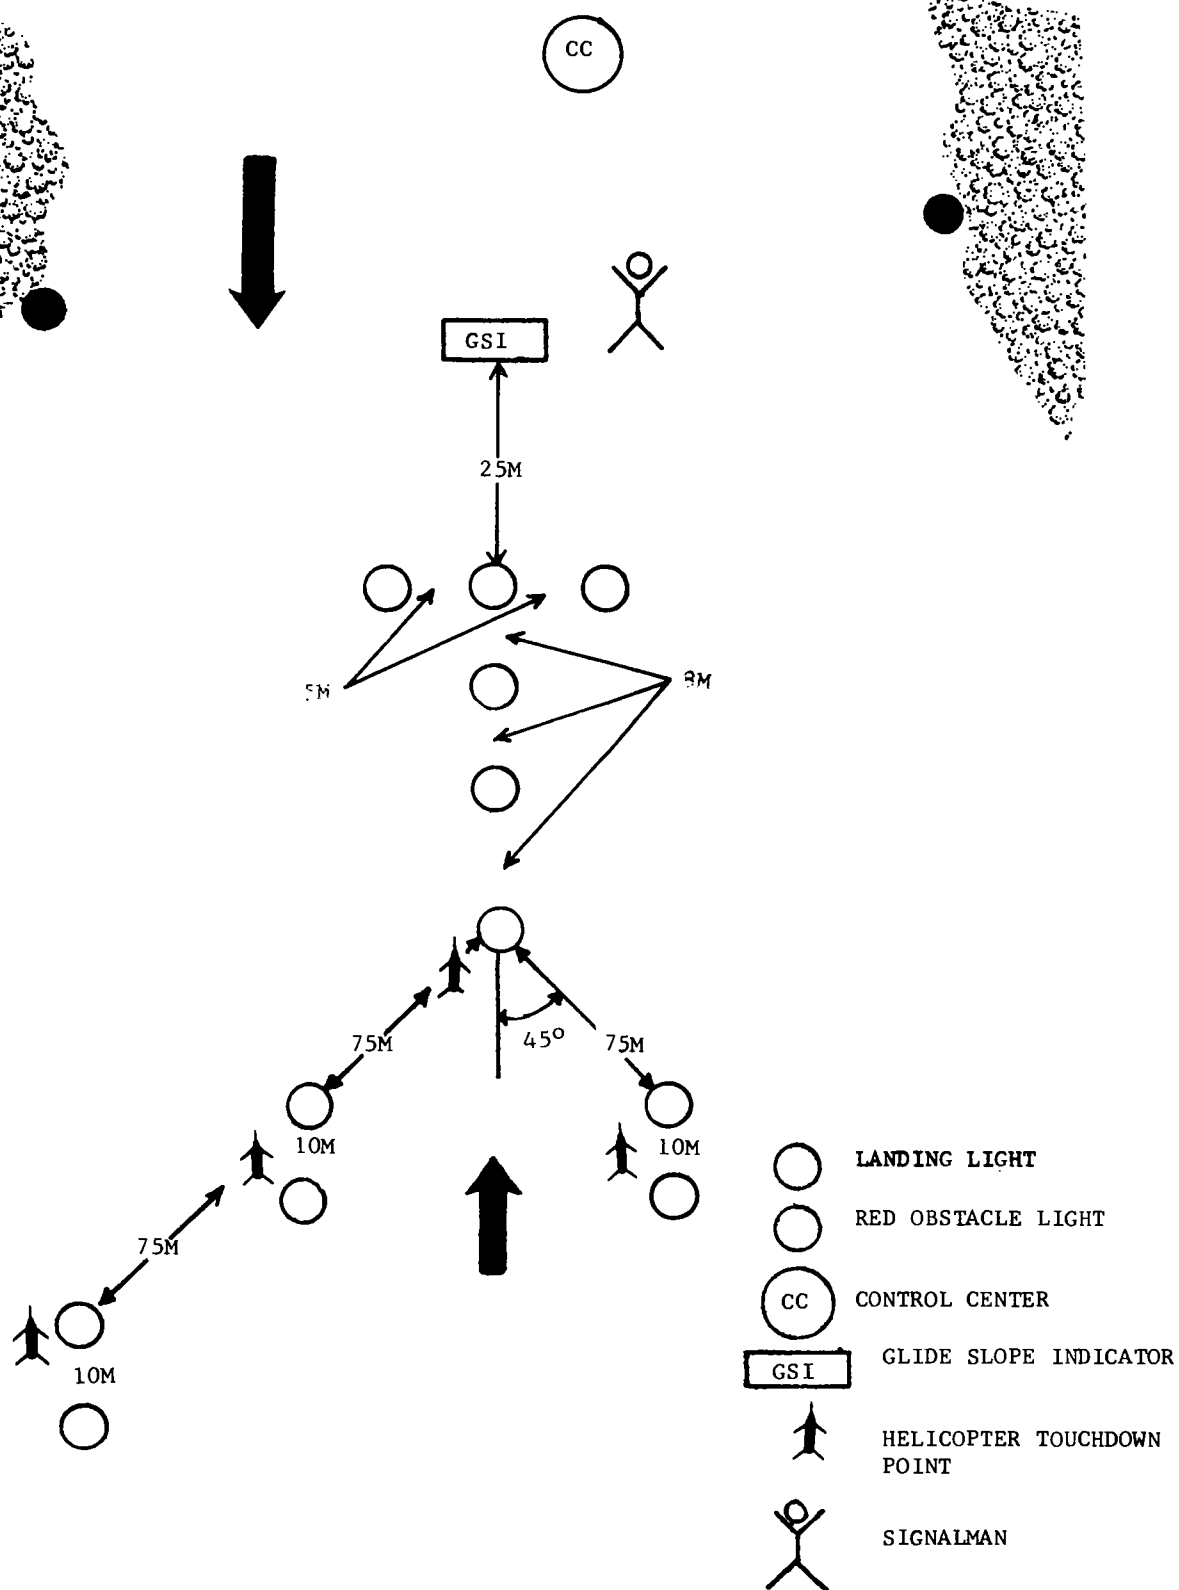 CC
GSI
25M
5M
8M
75M
45°
75M
10M
10M
75M
10M
LANDING LIGHT
RED OBSTACLE LIGHT
CC
CONTROL CENTER
GSI
GLIDE SLOPE INDICATOR
HELICOPTER TOUCHDOWN
POINT
SIGNALMAN